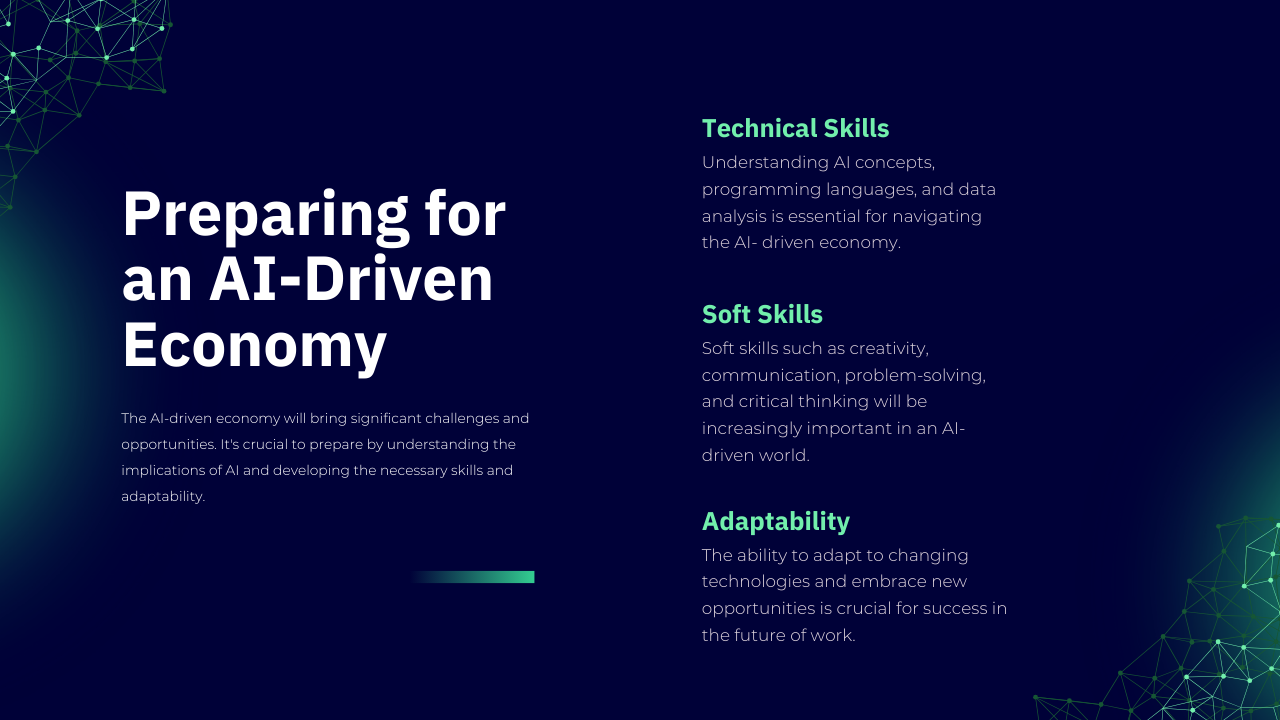 Preparing for
an AI-Driven
Economy
The AI-driven economy will bring significant challenges and
opportunities. It's crucial to prepare by understanding the
implications of AI and developing the necessary skills and
adaptability.
Technical Skills
Understanding AI concepts,
programming languages, and data
analysis is essential for navigating
the AI- driven economy.
Soft Skills
Soft skills such as creativity,
communication, problem-solving,
and critical thinking will be
increasingly important in an AI-
driven world.
Adaptability
The ability to adapt to changing
technologies and embrace new
opportunities is crucial for success in
the future of work.